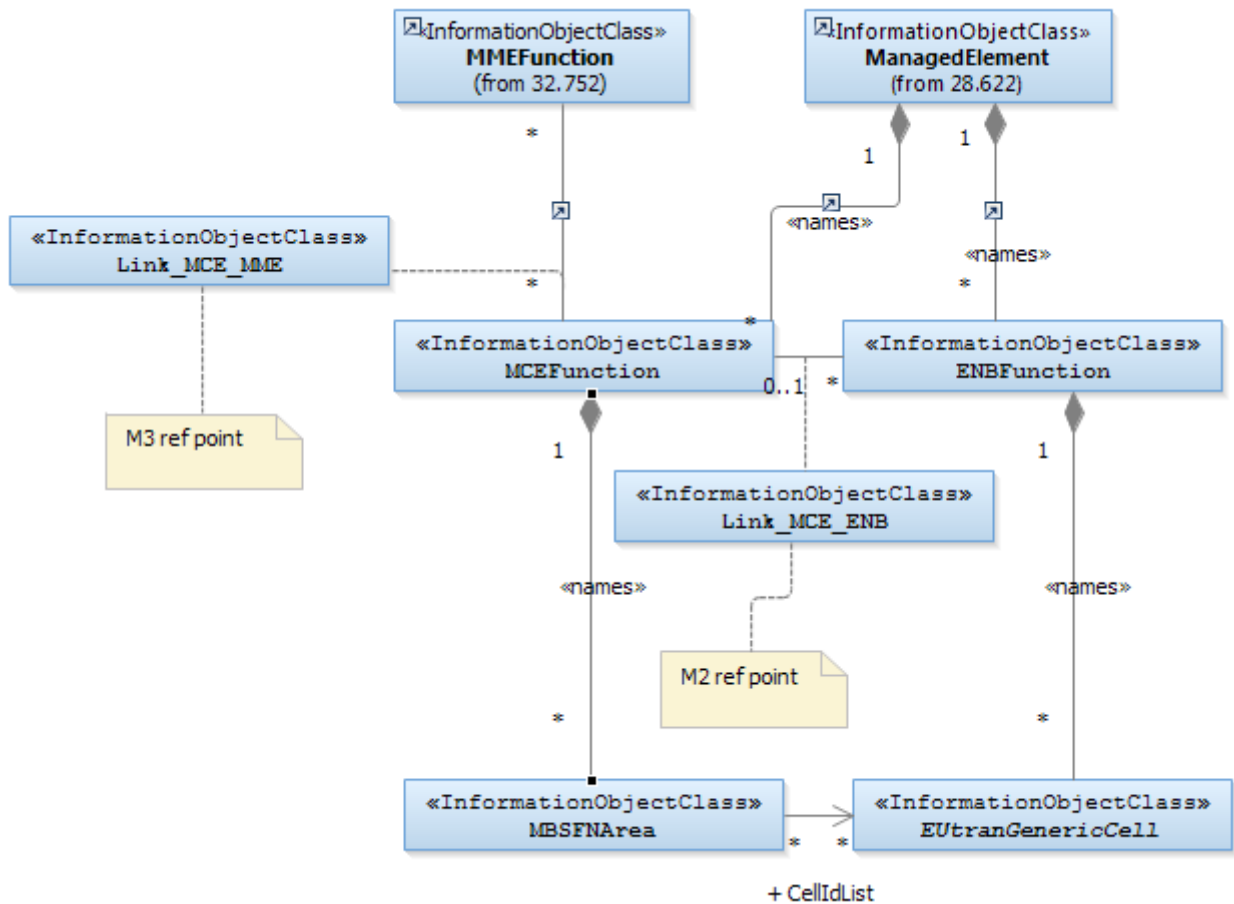 «InformationObjectClass»
MMEFunction
(from 32.752)
«InformationObjectClass»
ManagedElement
(from 28.622)
*
1
1
«names»
«InformationObjectClass»
Link_MCE_MME
«names»
*
*
*
«InformationObjectClass»
MCEFunction
«InformationObjectClass»
ENBFunction
0..1
*
M3 ref point
1
1
«InformationObjectClass»
Link_MCE_ENB
«names»
«names»
M2 ref point
*
*
«InformationObjectClass»
MBSFNArea
«InformationObjectClass»
EUtranGenericCell
*
*
+ CellIdList